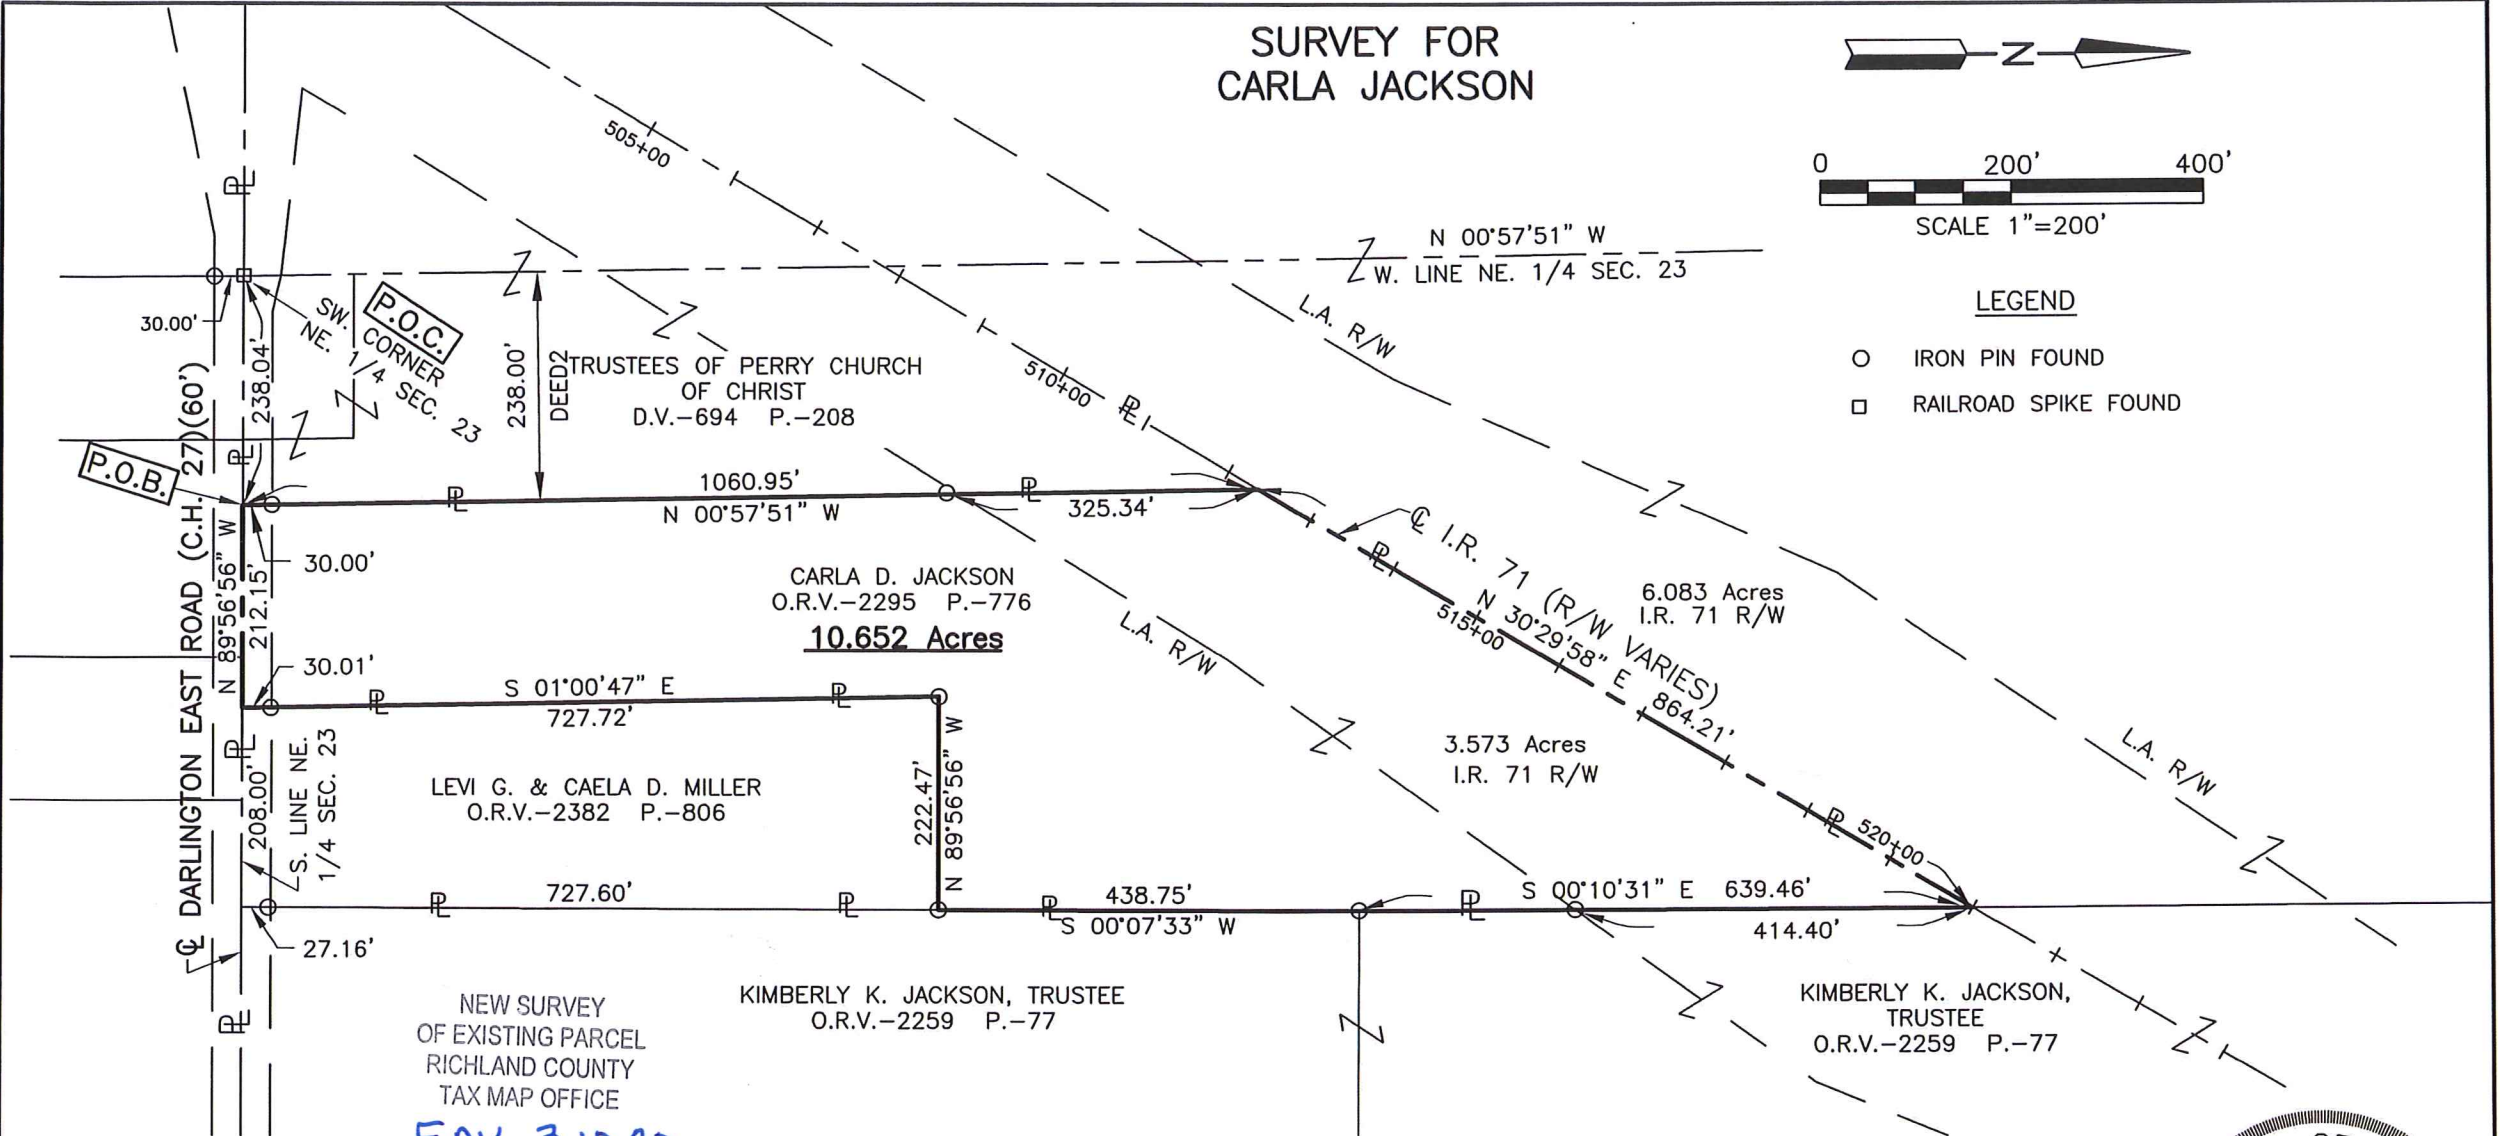 SURVEY FOR
CARLA JACKSON
N
0 200' 400'
SCALE 1"=200'
LEGEND
IRON PIN FOUND
RAILROAD SPIKE FOUND
505+00
N 00°57'51" W
W. LINE NE. 1/4 SEC. 23
L.A. R/W
30.00'
238.04'
P.O.C.
SW. CORNER
NE. 1/4 SEC. 23
238.00'
DEED2
TRUSTEES OF PERRY CHURCH
OF CHRIST
D.V.-694 P.-208
510+00
P.O.B.
1060.95'
N 00°57'51" W
325.34'
30.00'
N 89°56'56" W
212.15'
℄ DARLINGTON EAST ROAD (C.H. 27)(60')
CARLA D. JACKSON
O.R.V.-2295 P.-776
10.652 Acres
℄ I.R. 71 (R/W VARIES)
N 30°29'58" E 864.21'
515+00
6.083 Acres
I.R. 71 R/W
L.A. R/W
30.01'
S 01°00'47" E
727.72'
208.00'
S. LINE NE.
1/4 SEC. 23
LEVI G. & CAELA D. MILLER
O.R.V.-2382 P.-806
222.47'
N 89°56'56" W
3.573 Acres
I.R. 71 R/W
L.A. R/W
520+00
727.60'
438.75'
S 00°07'33" W
S 00°10'31" E 639.46'
414.40'
27.16'
KIMBERLY K. JACKSON, TRUSTEE
O.R.V.-2259 P.-77
KIMBERLY K. JACKSON,
TRUSTEE
O.R.V.-2259 P.-77
NEW SURVEY
OF EXISTING PARCEL
RICHLAND COUNTY
TAX MAP OFFICE